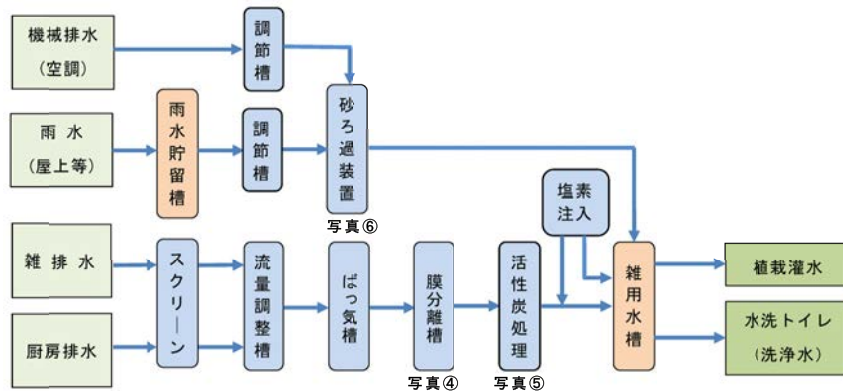 機械排水
(空調)
調節槽
雨水
(屋上等)
雨水貯留槽
調節槽
砂ろ過装置
写真⑥
塩素
注入
雑排水
厨房排水
スクリーン
流量調整槽
ばっ気槽
膜分離槽
写真④
活性炭処理
写真⑤
雑用水槽
植栽灌水
水洗トイレ
(洗浄水)